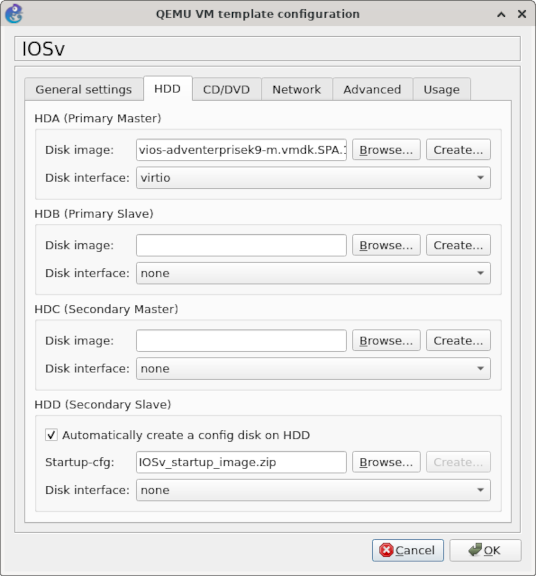 QEMU VM template configuration
IOSv
General settings HDD CD/DVD Network Advanced Usage
HDA (Primary Master)
Disk image: vios-adventerprisek9-m.vmdk.SPA. Browse... Create...
Disk interface: virtio
HDB (Primary Slave)
Disk image: Browse... Create...
Disk interface: none
HDC (Secondary Master)
Disk image: Browse... Create...
Disk interface: none
HDD (Secondary Slave)
Automatically create a config disk on HDD
Startup-cfg: IOSv_startup_image.zip Browse... Create...
Disk interface: none
Cancel OK